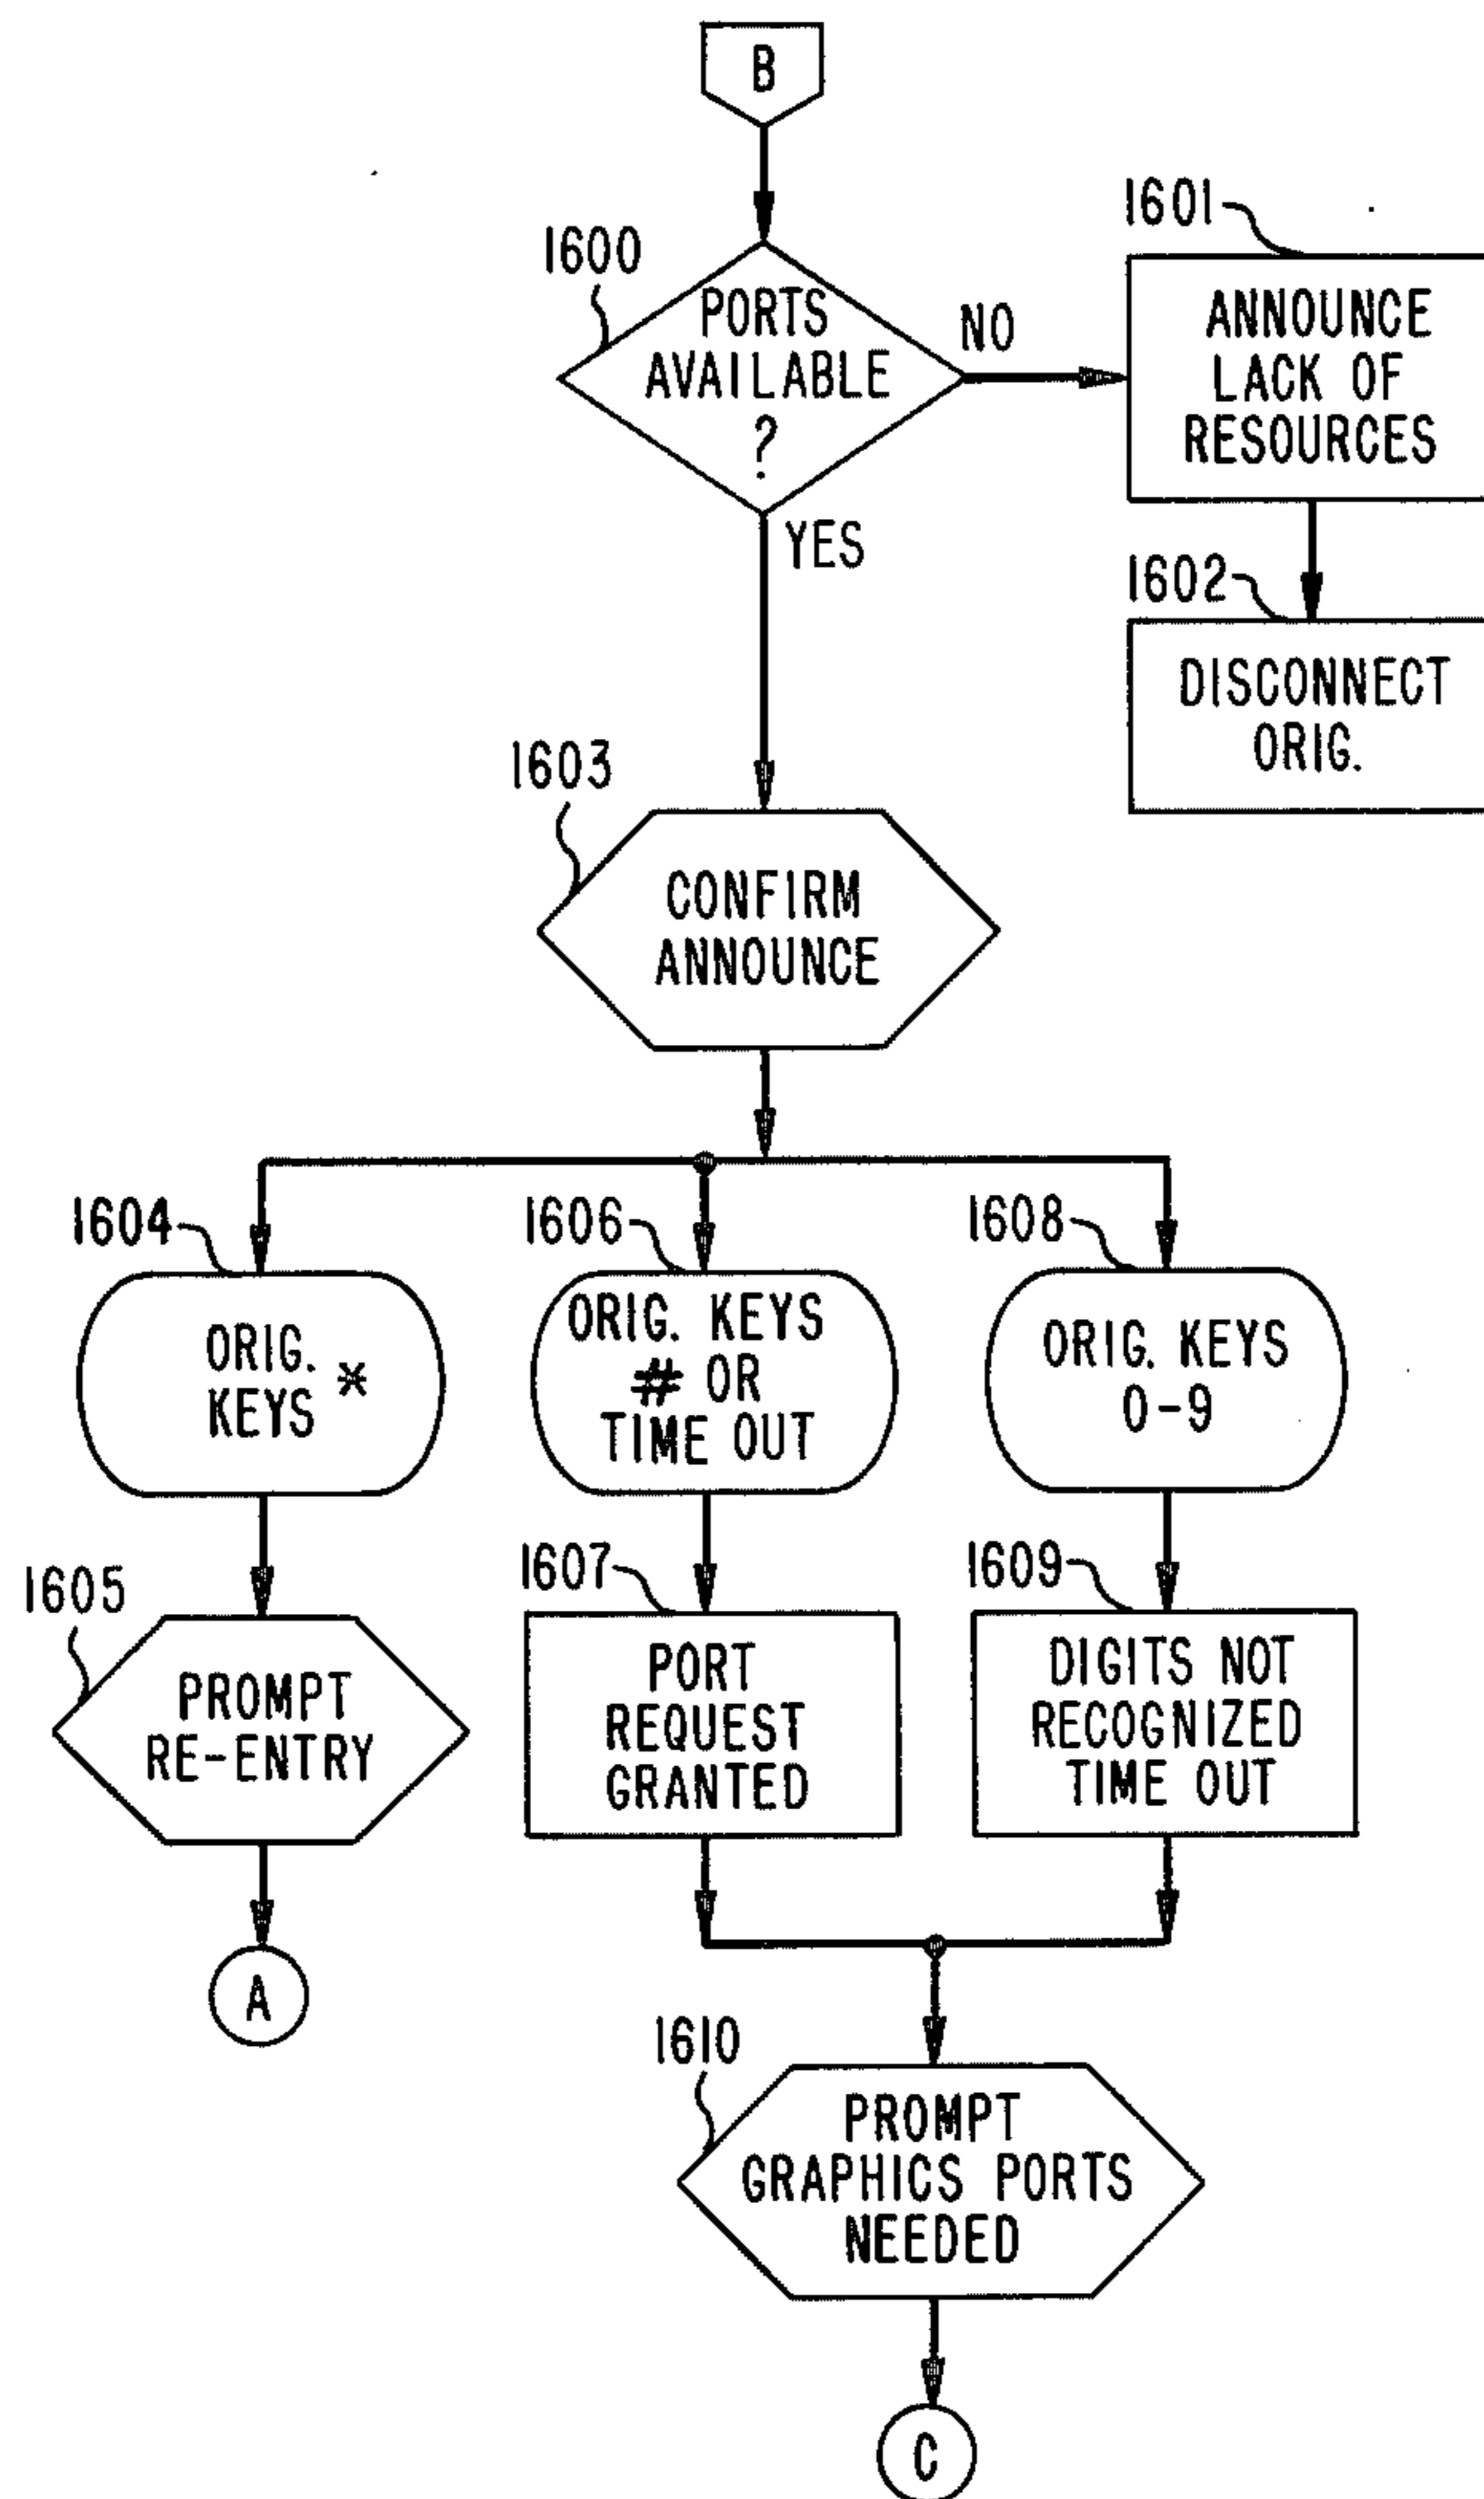 B
1600
PORTS
AVAILABLE
?
NO
YES
1601
ANNOUNCE
LACK OF
RESOURCES
1602
DISCONNECT
ORIG.
1603
CONFIRM
ANNOUNCE
1604
ORIG.
KEYS *
1606
ORIG. KEYS
# OR
TIME OUT
1608
ORIG. KEYS
0-9
1605
PROMPT
RE-ENTRY
1607
PORT
REQUEST
GRANTED
1609
DIGITS NOT
RECOGNIZED
TIME OUT
A
1610
PROMPT
GRAPHICS PORTS
NEEDED
C